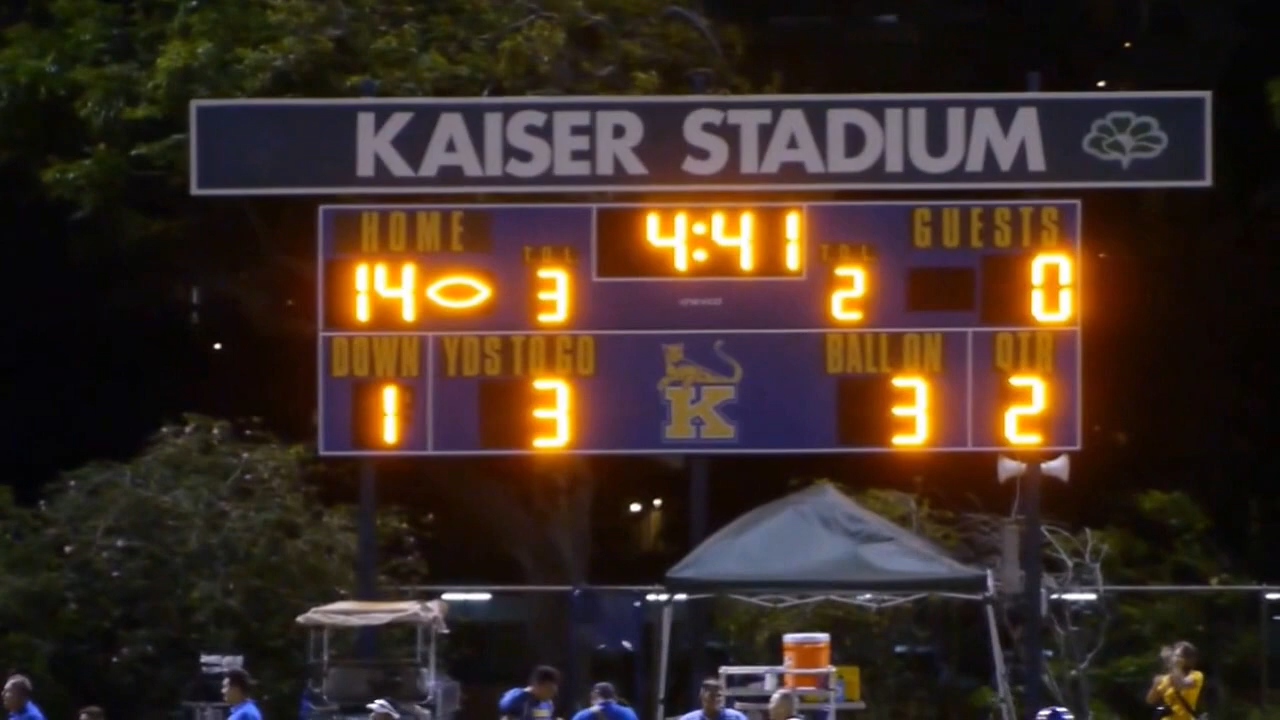 KAISER STADIUM
HOME 4:41 GUESTS
T.O.L. T.O.L.
14 3 2 0
DOWN YDS TO GO BALL ON QTR
1 3 K 3 2